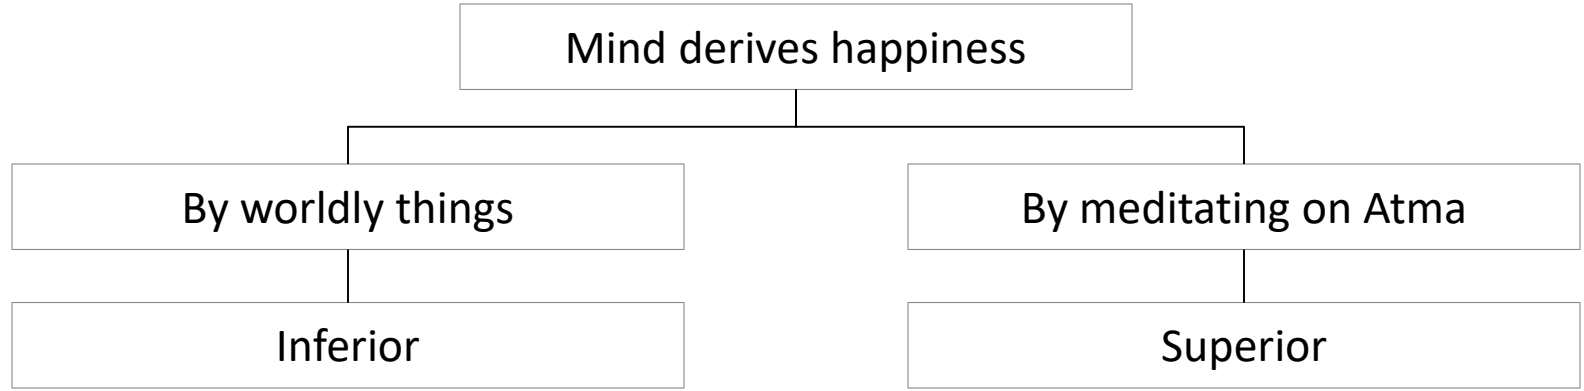 Mind derives happiness
By worldly things
By meditating on Atma
Inferior
Superior